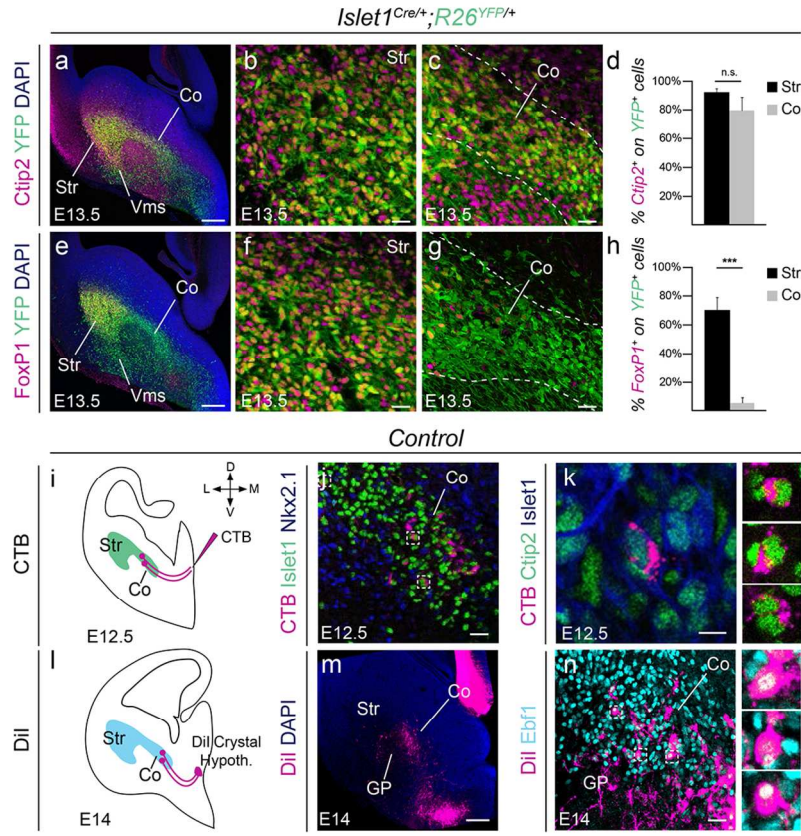 Islet1Cre/+;R26YFP/+
Ctip2 YFP DAPI
a
Co
Str
Vms
E13.5
b
Str
E13.5
c
Co
E13.5
d
n.s.
Str
Co
% Ctip2+ on YFP+ cells
100%
80%
60%
40%
20%
FoxP1 YFP DAPI
e
Co
Str
Vms
E13.5
f
Str
E13.5
g
Co
E13.5
h
***
Str
Co
% FoxP1+ on YFP+ cells
100%
80%
60%
40%
20%
Control
CTB
i
D
L M
V
CTB
Str
Co
E12.5
CTB Islet1 Nkx2.1
j
Co
E12.5
CTB Ctip2 Islet1
k
E12.5
DiI
l
Str
Co
DiI Crystal
Hypoth.
E14
DiI DAPI
m
Co
Str
GP
E14
DiI Ebf1
n
Co
GP
E14